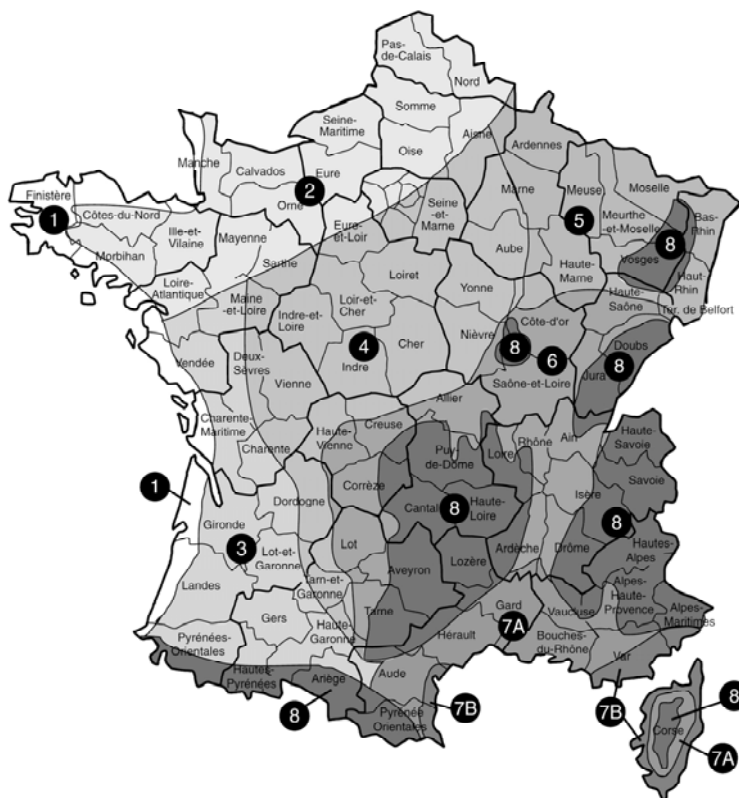 Pas-
de-Calais
Nord
Somme
Seine-
Maritime
Aisne
Oise
Ardennes
Manche
Calvados
Eure
2
Orne
Marne
Meuse
Moselle
Finistère
1
Côtes-du-Nord
Ille-et
Vilaine
Mayenne
Eure-
et-Loir
Seine
-et
Marne
5
Meurthe-
et-Moselle
Bas-
Rhin
8
Vosges
Morbihan
Sarthe
Aube
Haute-
Marne
Haut-
Rhin
Loire-
Atlantique
Maine
-et-Loire
Loir-et-
Cher
Loiret
Yonne
Haute-
Saône
Ter. de Belfort
Indre-et-
Loire
Côte-d'or
Nièvre
Cher
4
Indre
8
6
Doubs
8
Jura
Vendée
Deux-
Sèvres
Vienne
Saône-et-Loire
Allier
Charente-
Maritime
Charente
Haute-
Vienne
Creuse
Puy-
de-Dome
Loire
Rhône
Ain
Haute-
Savoie
Savoie
1
Corrèze
Dordogne
Gironde
Cantal
8
Haute-
Loire
Isère
8
3
Lot-et-
Garonne
Lot
Ardèche
Drôme
Hautes-
Alpes
Landes
Tarn-et-
Garonne
Aveyron
Lozère
Alpes-
Haute-
Provence
Alpes-
Maritimes
Gers
Haute-
Garonne
Tarne
Gard
7A
Vaucluse
Hérault
Bouches-
du-Rhône
Var
Pyrénées-
Orientales
Hautes-
Pyrénées
Ariège
Aude
8
Pyrénée
Orientales
7B
7B
8
Corse
7A